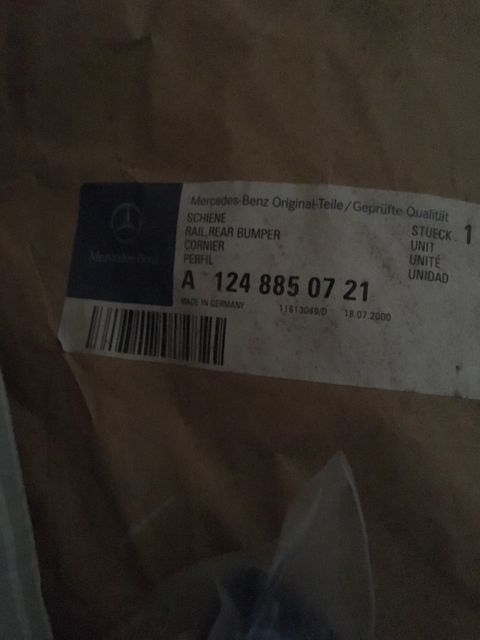 Mercedes-Benz Original-Teile/Geprüfte Qualität
Mercedes-Benz
SCHIENE
RAIL,REAR BUMPER
CORNIER
PERFIL
STUECK 1
UNIT
UNITÉ
UNIDAD
A 124 885 07 21
MADE IN GERMANY 11613049/D 18.07.2000